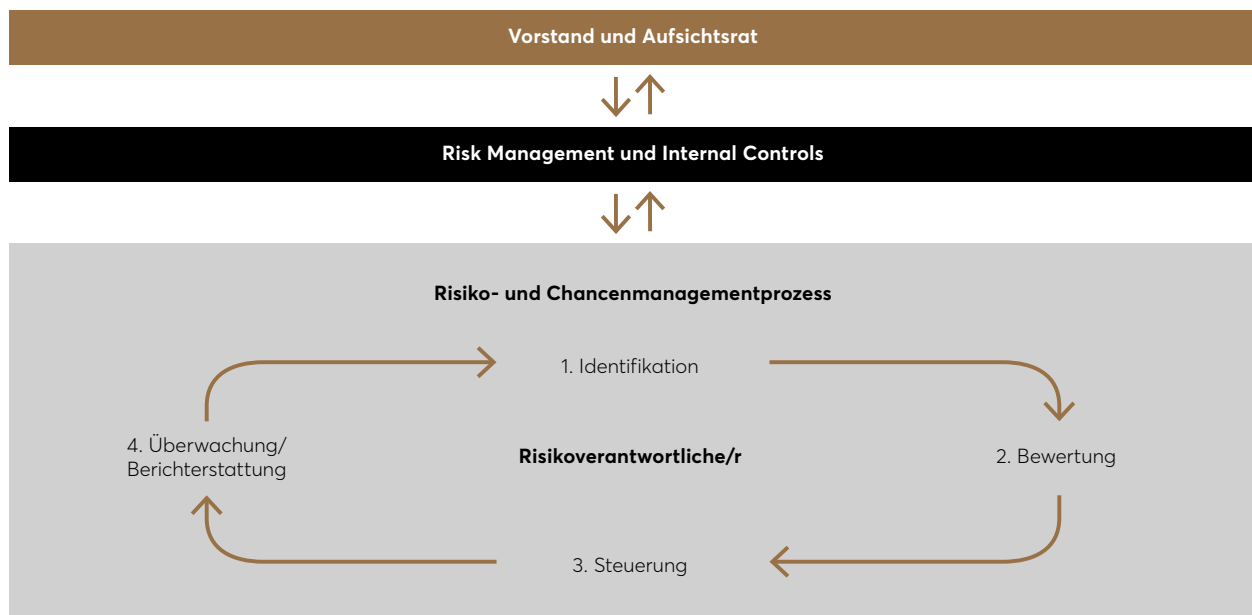 Vorstand und Aufsichtsrat
Risk Management und Internal Controls
Risiko- und Chancenmanagementprozess
1. Identifikation
4. Überwachung/
Berichterstattung
Risikoverantwortliche/r
2. Bewertung
3. Steuerung